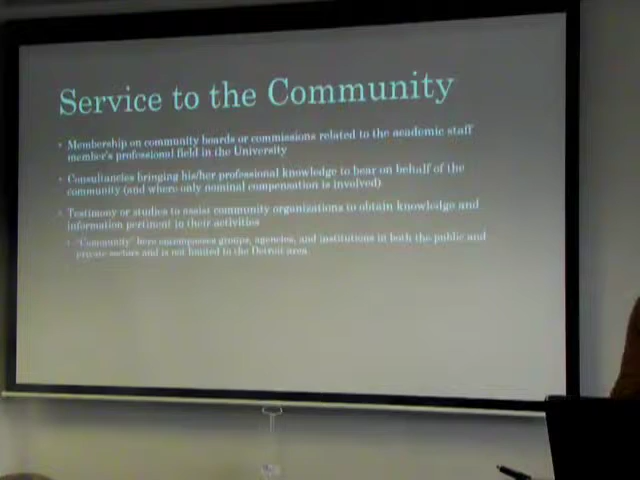 Service to the Community
• Membership on community boards or commissions related to the academic staff
member's professional field in the University
• Consultancies bringing his/her professional knowledge to bear on behalf of the
community (and where only nominal compensation is involved)
• Testimony or studies to assist community organizations to obtain knowledge and
information pertinent to their activities
• "Community" here encompasses groups, agencies, and institutions in both the public and
private sectors and is not limited to the Detroit area.